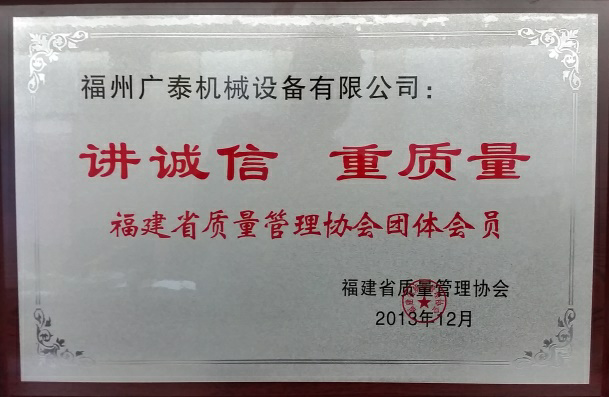 福州广泰机械设备有限公司：
讲诚信 重质量
福建省质量管理协会团体会员
福建省质量管理协会
2013年12月